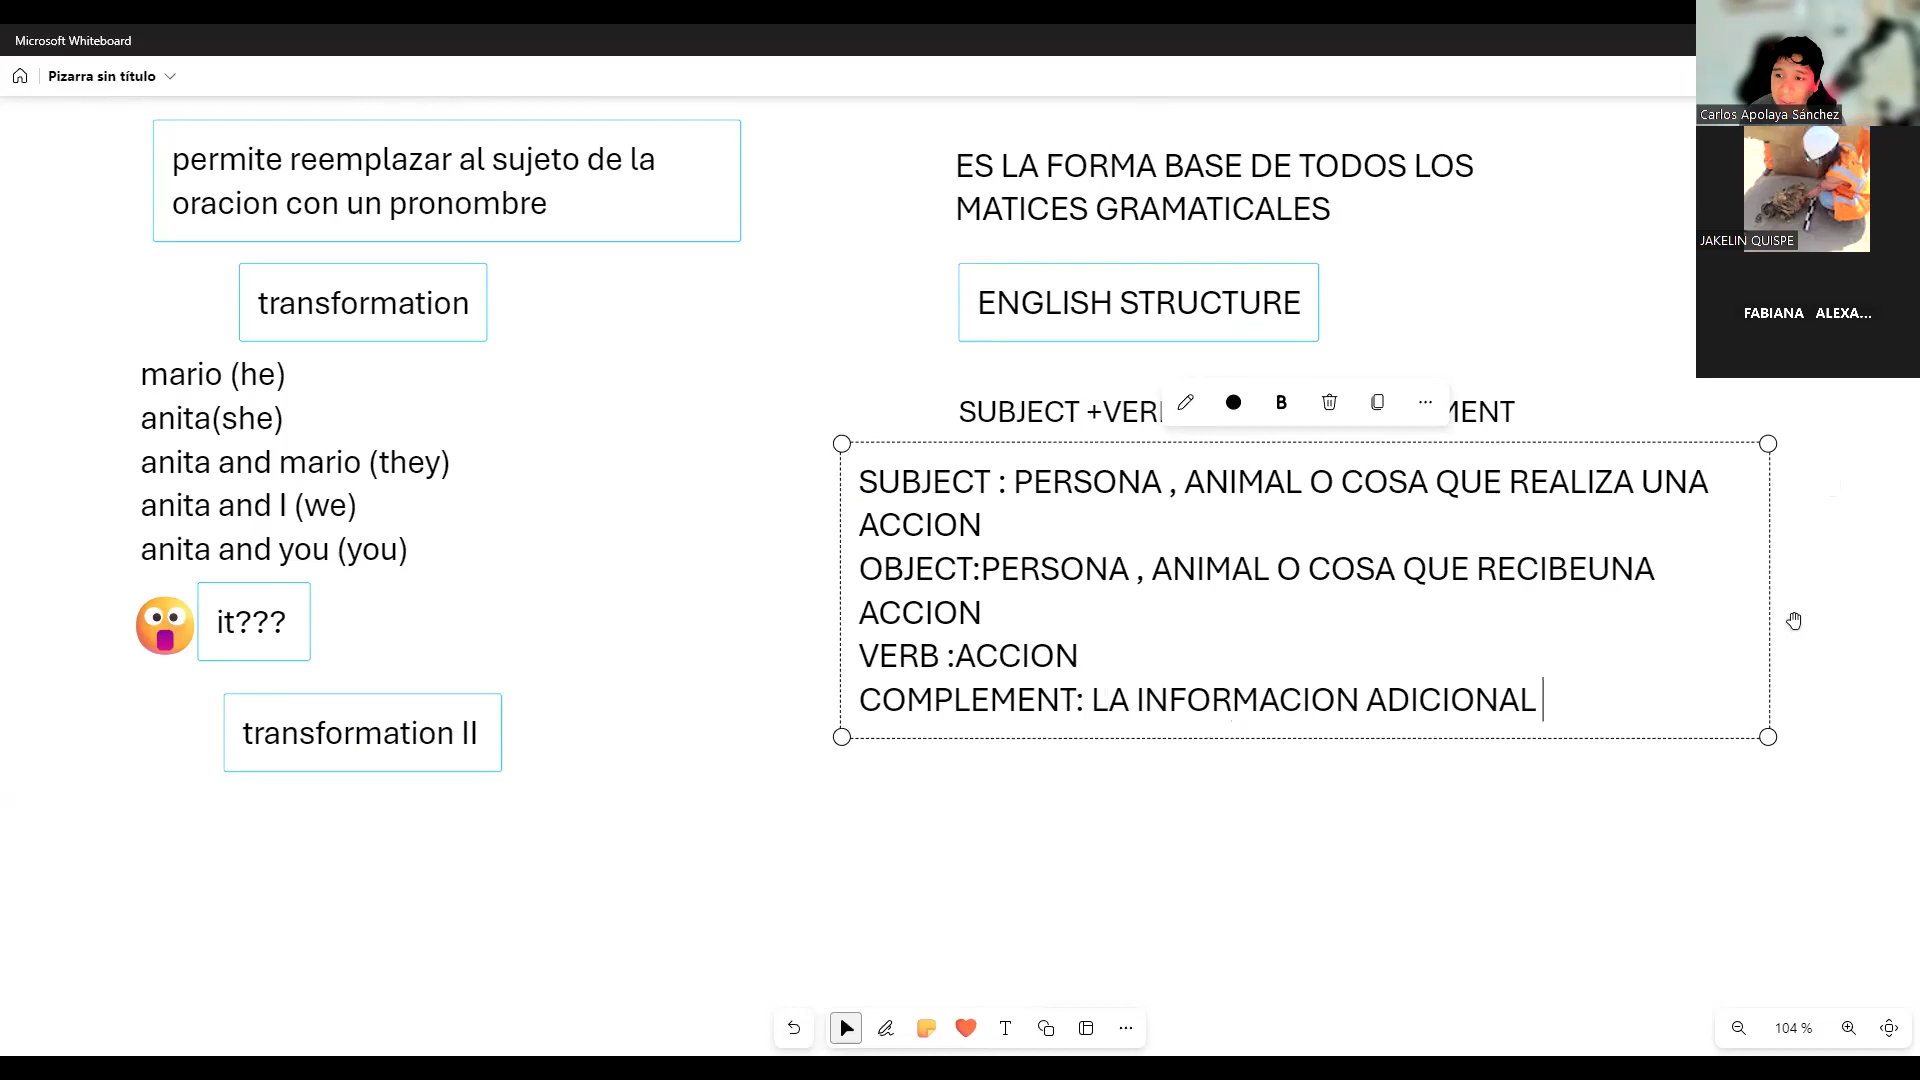 Microsoft Whiteboard
Pizarra sin título
permite reemplazar al sujeto de la
oracion con un pronombre
transformation
mario (he)
anita(she)
anita and mario (they)
anita and I (we)
anita and you (you)
it???
transformation II
ES LA FORMA BASE DE TODOS LOS
MATICES GRAMATICALES
ENGLISH STRUCTURE
SUBJECT +VER
B
MENT
SUBJECT : PERSONA , ANIMAL O COSA QUE REALIZA UNA
ACCION
OBJECT:PERSONA , ANIMAL O COSA QUE RECIBEUNA
ACCION
VERB :ACCION
COMPLEMENT: LA INFORMACION ADICIONAL
Carlos Apolaya Sánchez
JAKELIN QUISPE
FABIANA ALEXA...
104 %